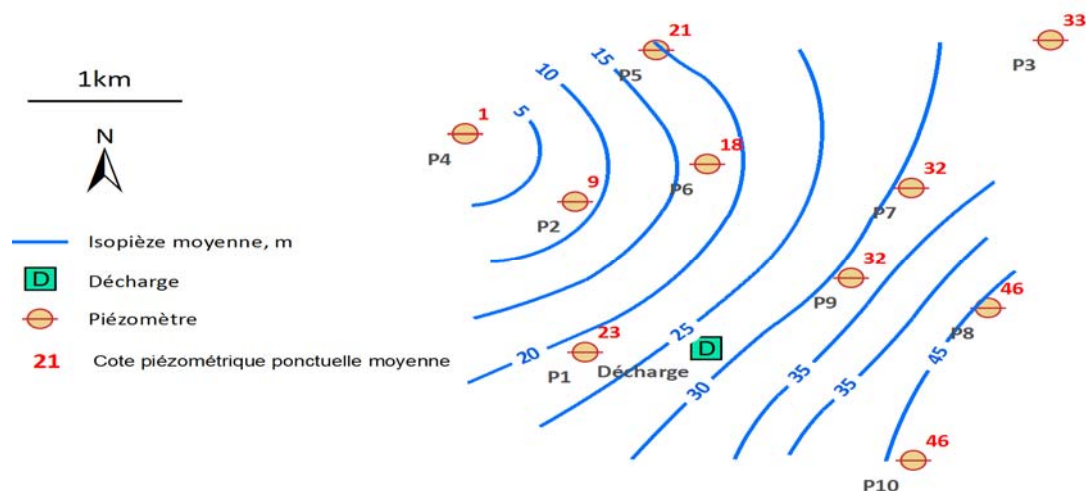 1km
N
Isopièze moyenne, m
D Décharge
Piézomètre
21 Cote piézométrique ponctuelle moyenne
21
P5
33
P3
15
10
5
1
P4
18
P6
9
P2
32
P7
32
P9
46
P8
23
P1
Décharge D
20
25
30
35
35
45
46
P10